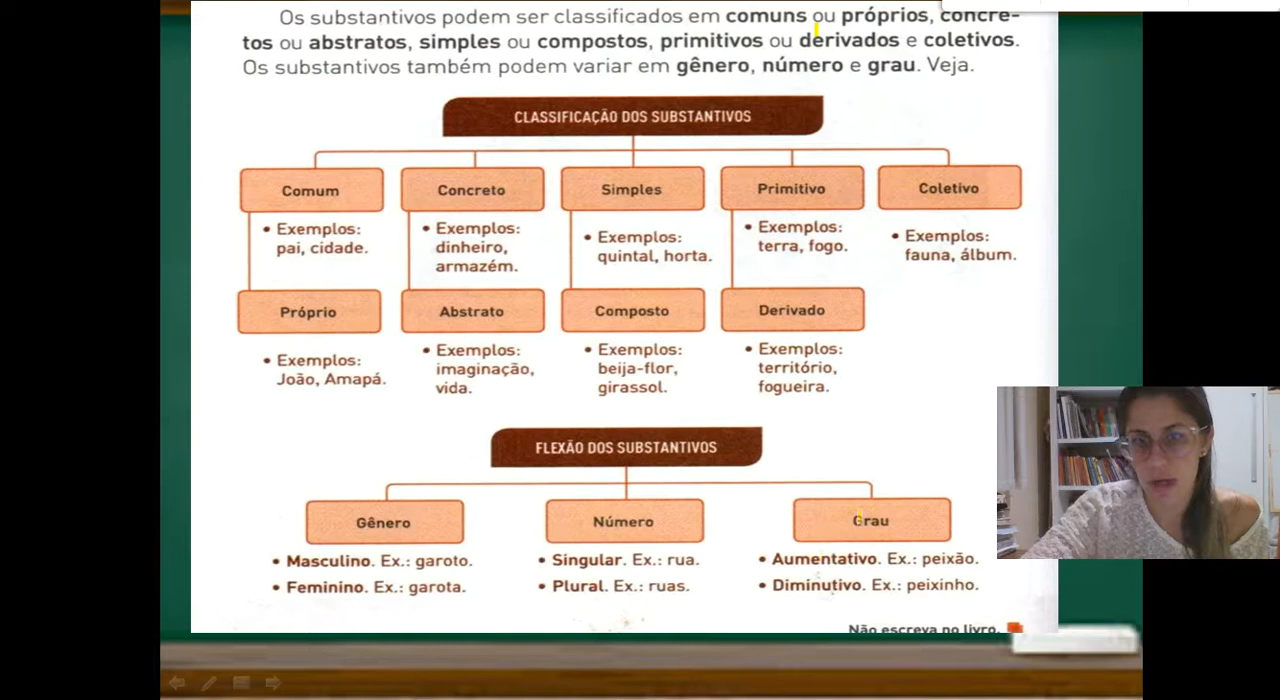 Os substantivos podem ser classificados em comuns ou próprios, concre-
tos ou abstratos, simples ou compostos, primitivos ou derivados e coletivos.
Os substantivos também podem variar em gênero, número e grau. Veja.
CLASSIFICAÇÃO DOS SUBSTANTIVOS
Comum
• Exemplos:
pai, cidade.
Próprio
• Exemplos:
João, Amapá.
Concreto
• Exemplos:
dinheiro,
armazém.
Abstrato
• Exemplos:
imaginação,
vida.
Simples
• Exemplos:
quintal, horta.
Composto
• Exemplos:
beija-flor,
girassol.
Primitivo
• Exemplos:
terra, fogo.
Derivado
• Exemplos:
território,
fogueira.
Coletivo
• Exemplos:
fauna, álbum.
FLEXÃO DOS SUBSTANTIVOS
Gênero
• Masculino. Ex.: garoto.
• Feminino. Ex.: garota.
Número
• Singular. Ex.: rua.
• Plural. Ex.: ruas.
Grau
• Aumentativo. Ex.: peixão.
• Diminutivo. Ex.: peixinho.
Não escreva no livro.